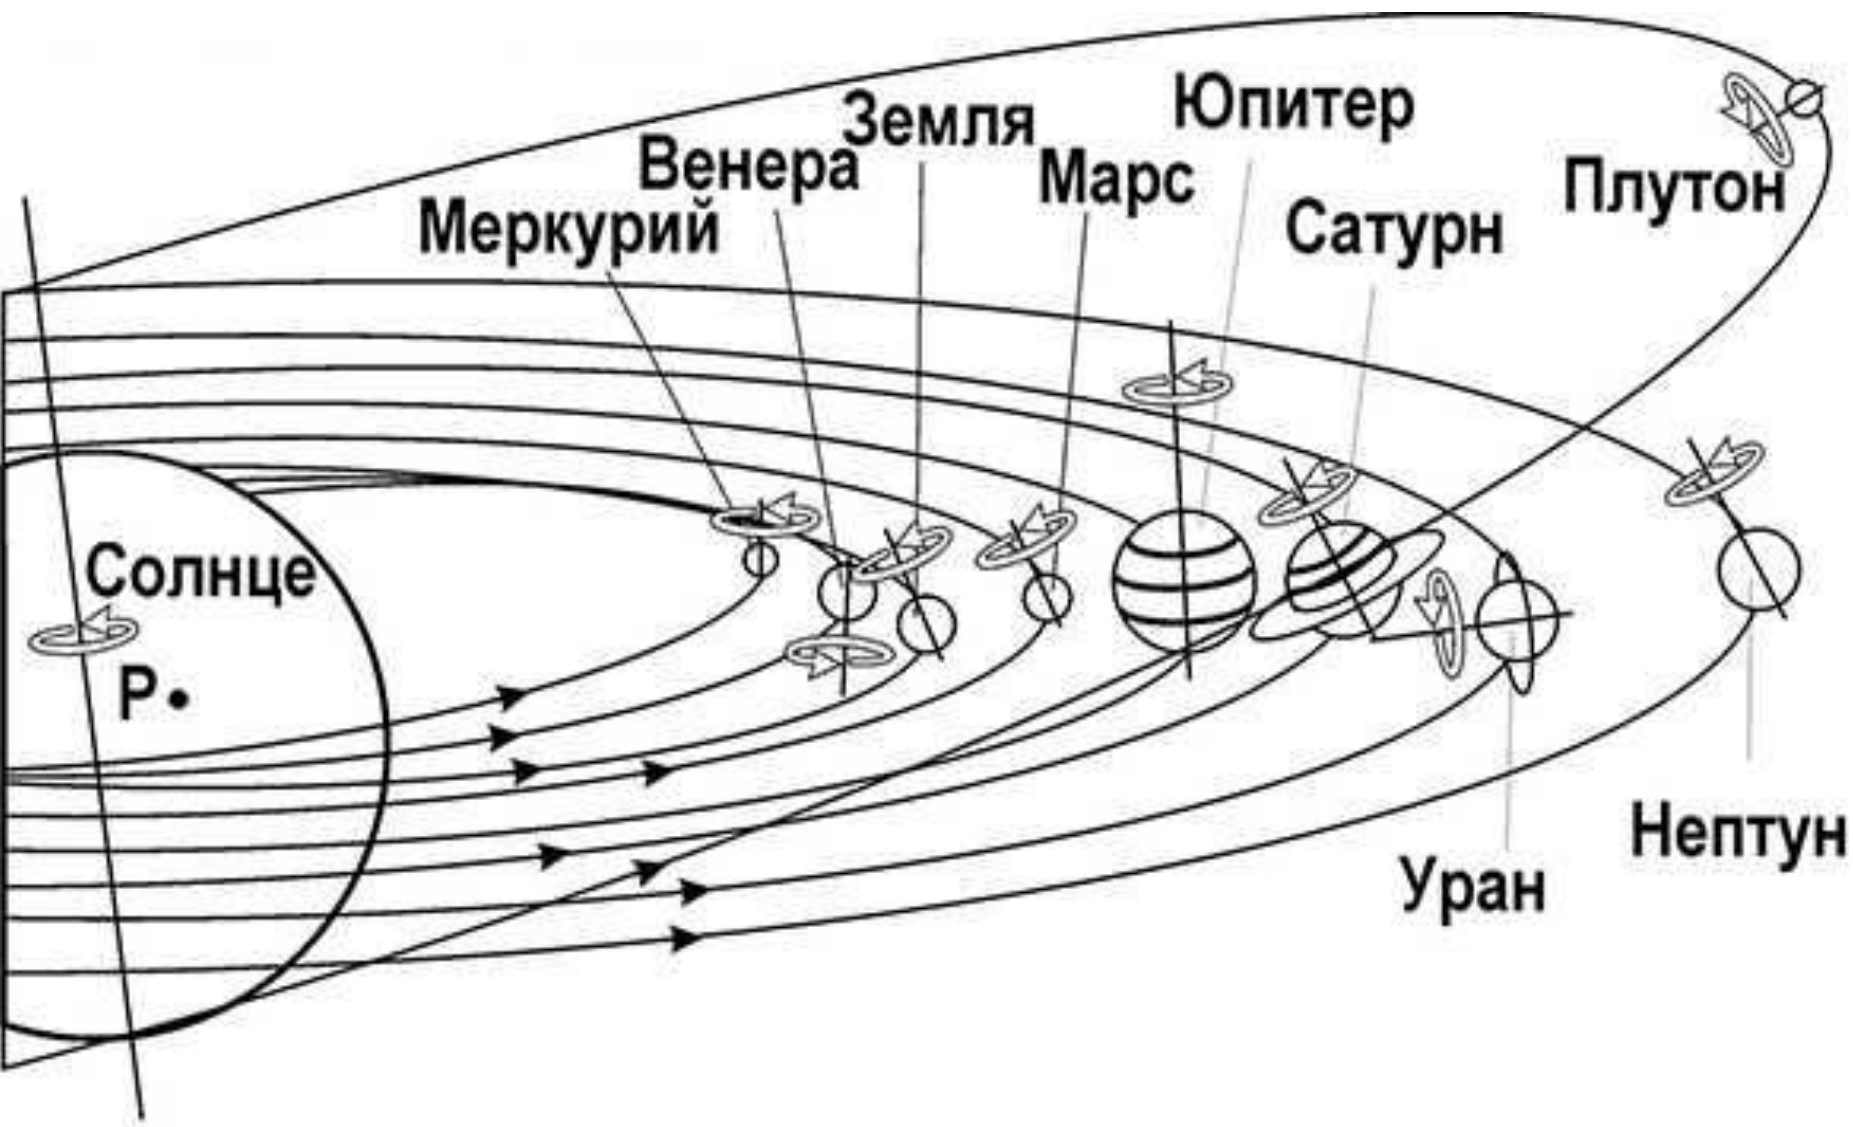 Юпитер
Земля
Венера
Марс
Плутон
Меркурий
Сатурн
Солнце
Р
Нептун
Уран